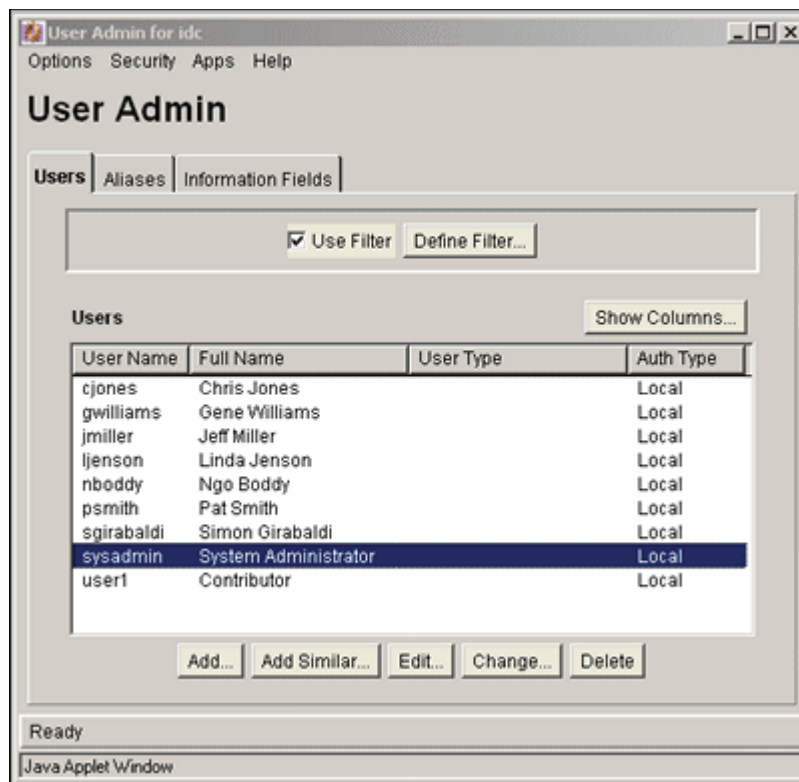 User Admin for idc
Options Security Apps Help
User Admin
Users Aliases Information Fields
Use Filter Define Filter...
Users Show Columns...
User Name Full Name User Type Auth Type
cjones Chris Jones Local
gwilliams Gene Williams Local
jmiller Jeff Miller Local
ljenson Linda Jenson Local
nboddy Ngo Boddy Local
psmith Pat Smith Local
sgirabaldi Simon Girabaldi Local
sysadmin System Administrator Local
user1 Contributor Local
Add... Add Similar... Edit... Change... Delete
Ready
Java Applet Window